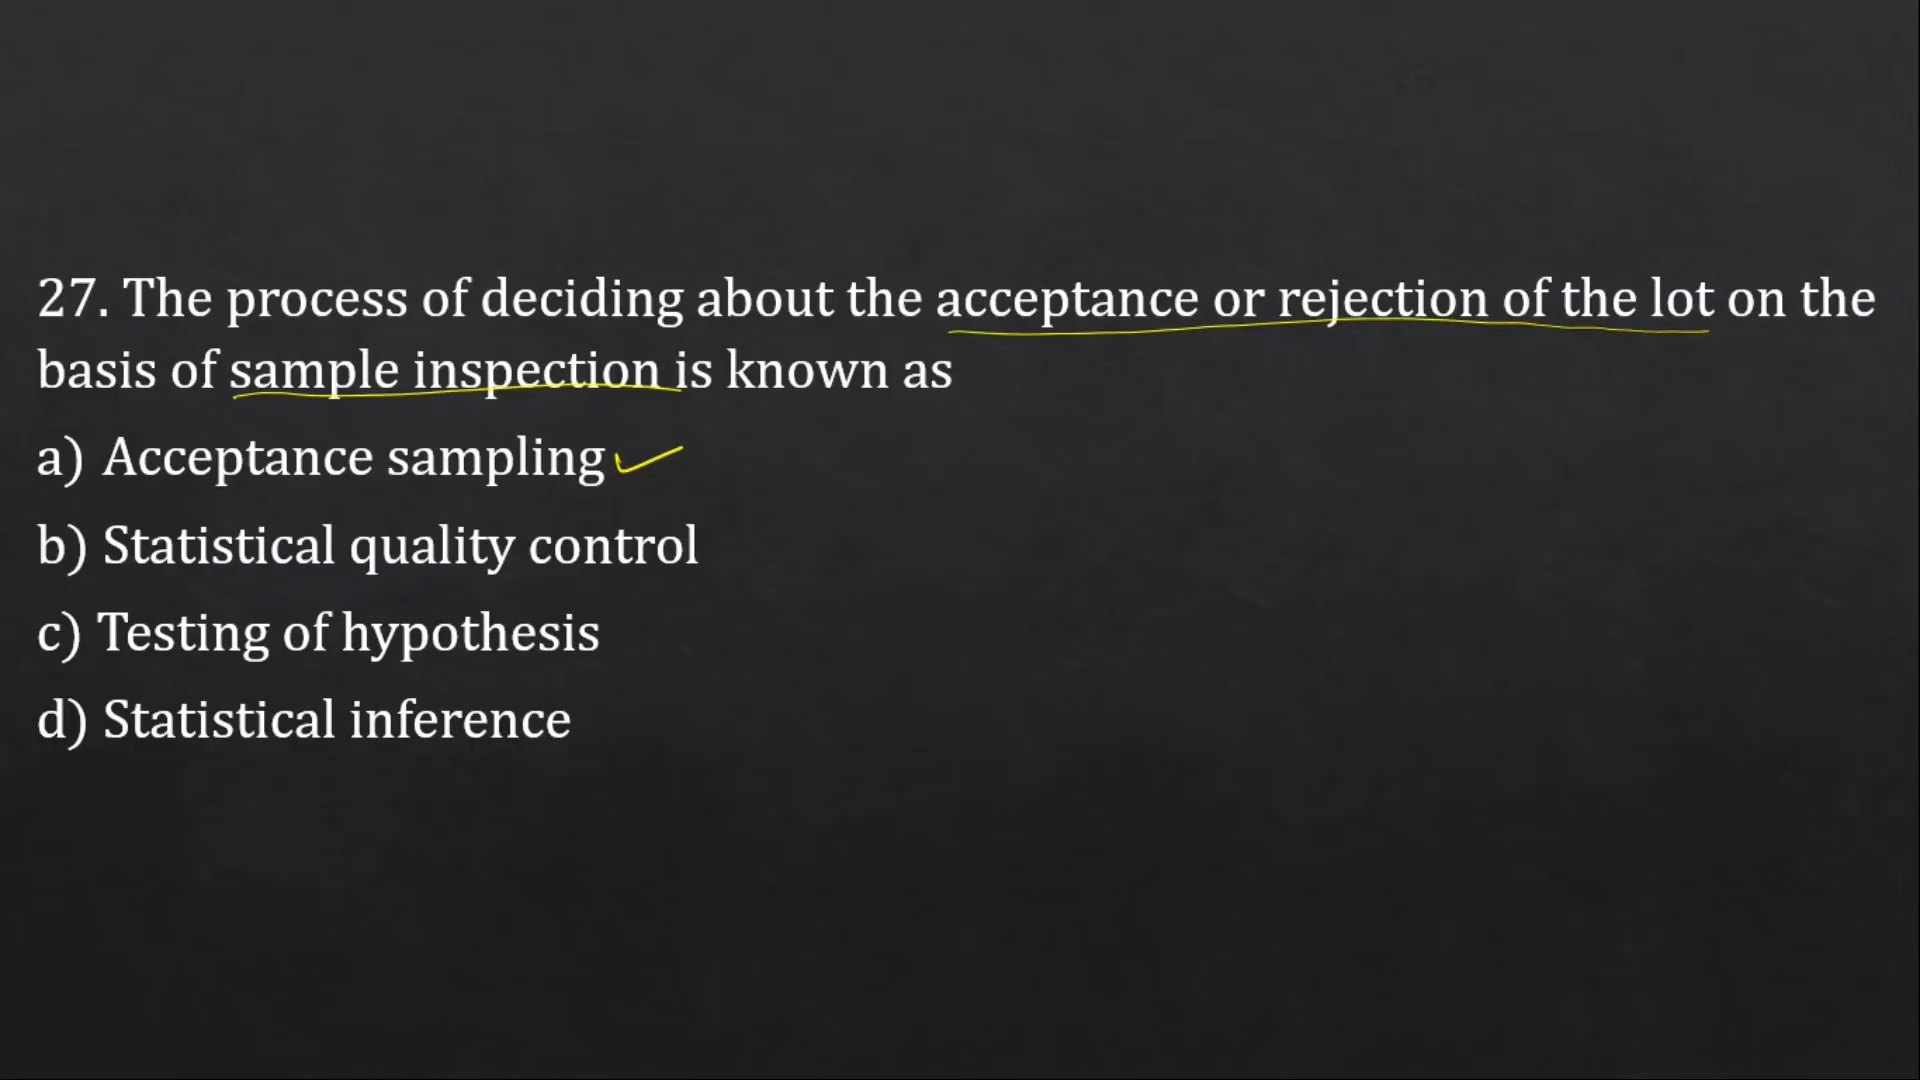 27. The process of deciding about the acceptance or rejection of the lot on the
basis of sample inspection is known as
a) Acceptance sampling
b) Statistical quality control
c) Testing of hypothesis
d) Statistical inference